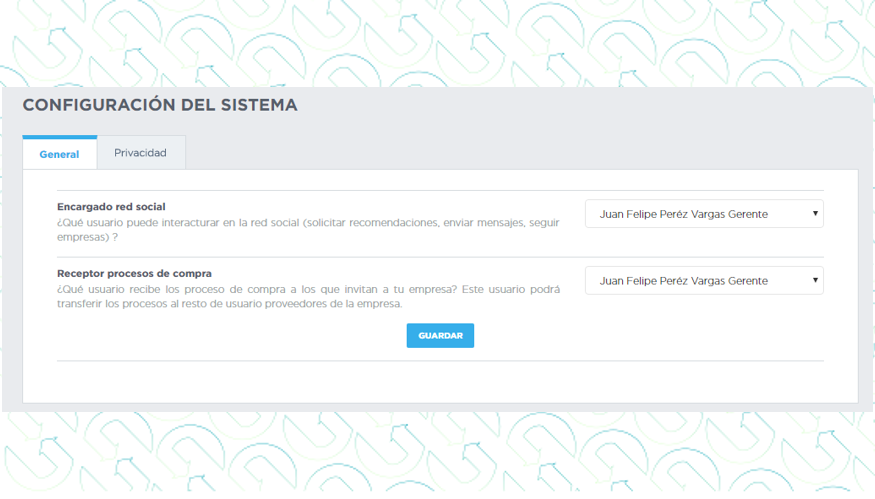 CONFIGURACIÓN DEL SISTEMA
General
Privacidad
Encargado red social
¿Qué usuario puede interacturar en la red social (solicitar recomendaciones, enviar mensajes, seguir
empresas) ?
Juan Felipe Peréz Vargas Gerente
Receptor procesos de compra
¿Qué usuario recibe los proceso de compra a los que invitan a tu empresa? Este usuario podrá
transferir los procesos al resto de usuario proveedores de la empresa.
Juan Felipe Peréz Vargas Gerente
GUARDAR